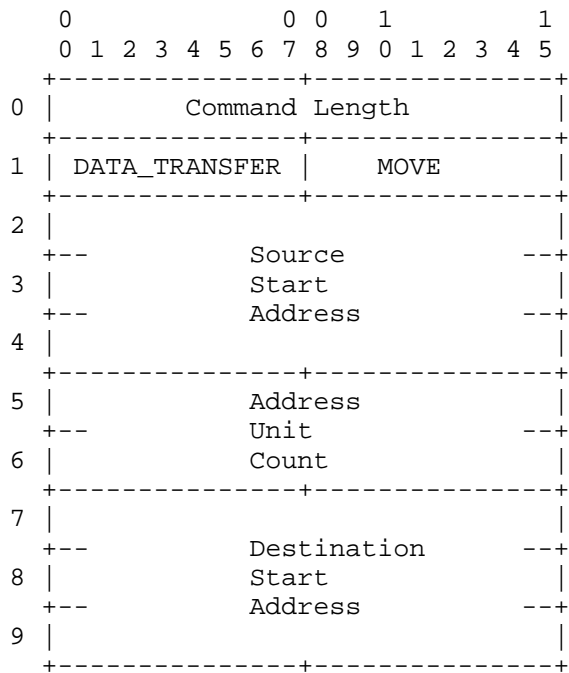 0 0 0 1 1
0 1 2 3 4 5 6 7 8 9 0 1 2 3 4 5
+---------------+---------------+
0 | Command Length |
+---------------+---------------+
1 | DATA_TRANSFER | MOVE |
+---------------+---------------+
2 | |
+-- Source --+
3 | Start |
+-- Address --+
4 | |
+---------------+---------------+
5 | Address |
+-- Unit --+
6 | Count |
+---------------+---------------+
7 | |
+-- Destination --+
8 | Start |
+-- Address --+
9 | |
+---------------+---------------+